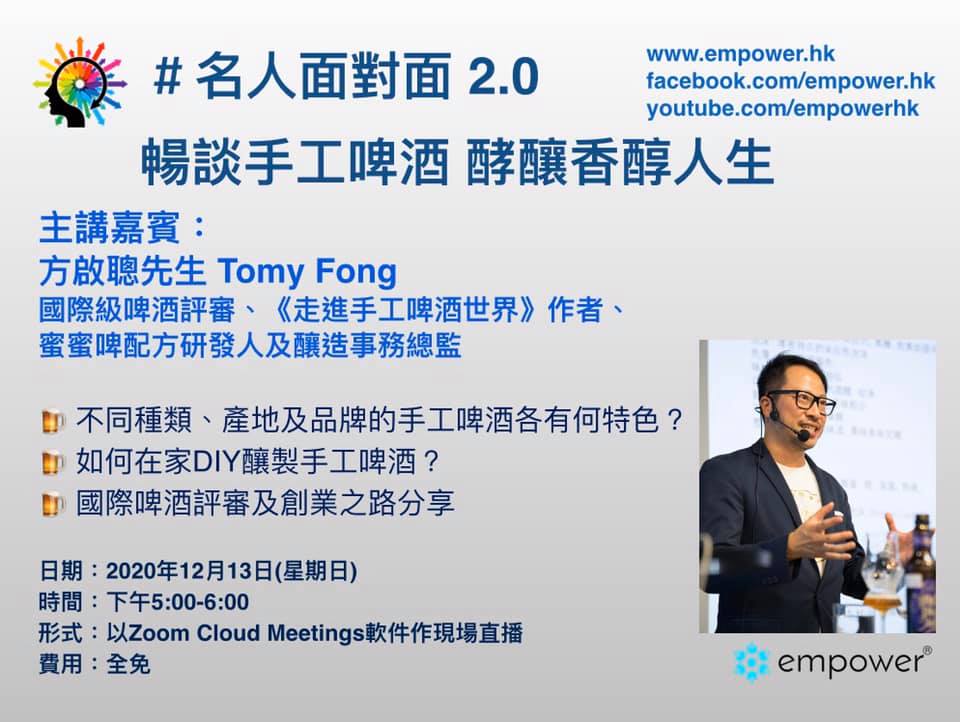 # 名人面對面 2.0
www.empower.hk
facebook.com/empower.hk
youtube.com/empowerhk
暢談手工啤酒 酵釀香醇人生
主講嘉賓：
方啟聰先生 Tomy Fong
國際級啤酒評審、《走進手工啤酒世界》作者、
蜜蜜啤配方研發人及釀造事務總監
不同種類、產地及品牌的手工啤酒各有何特色？
如何在家DIY釀製手工啤酒？
國際啤酒評審及創業之路分享
日期：2020年12月13日(星期日)
時間：下午5:00-6:00
形式：以Zoom Cloud Meetings軟件作現場直播
費用：全免
empower®